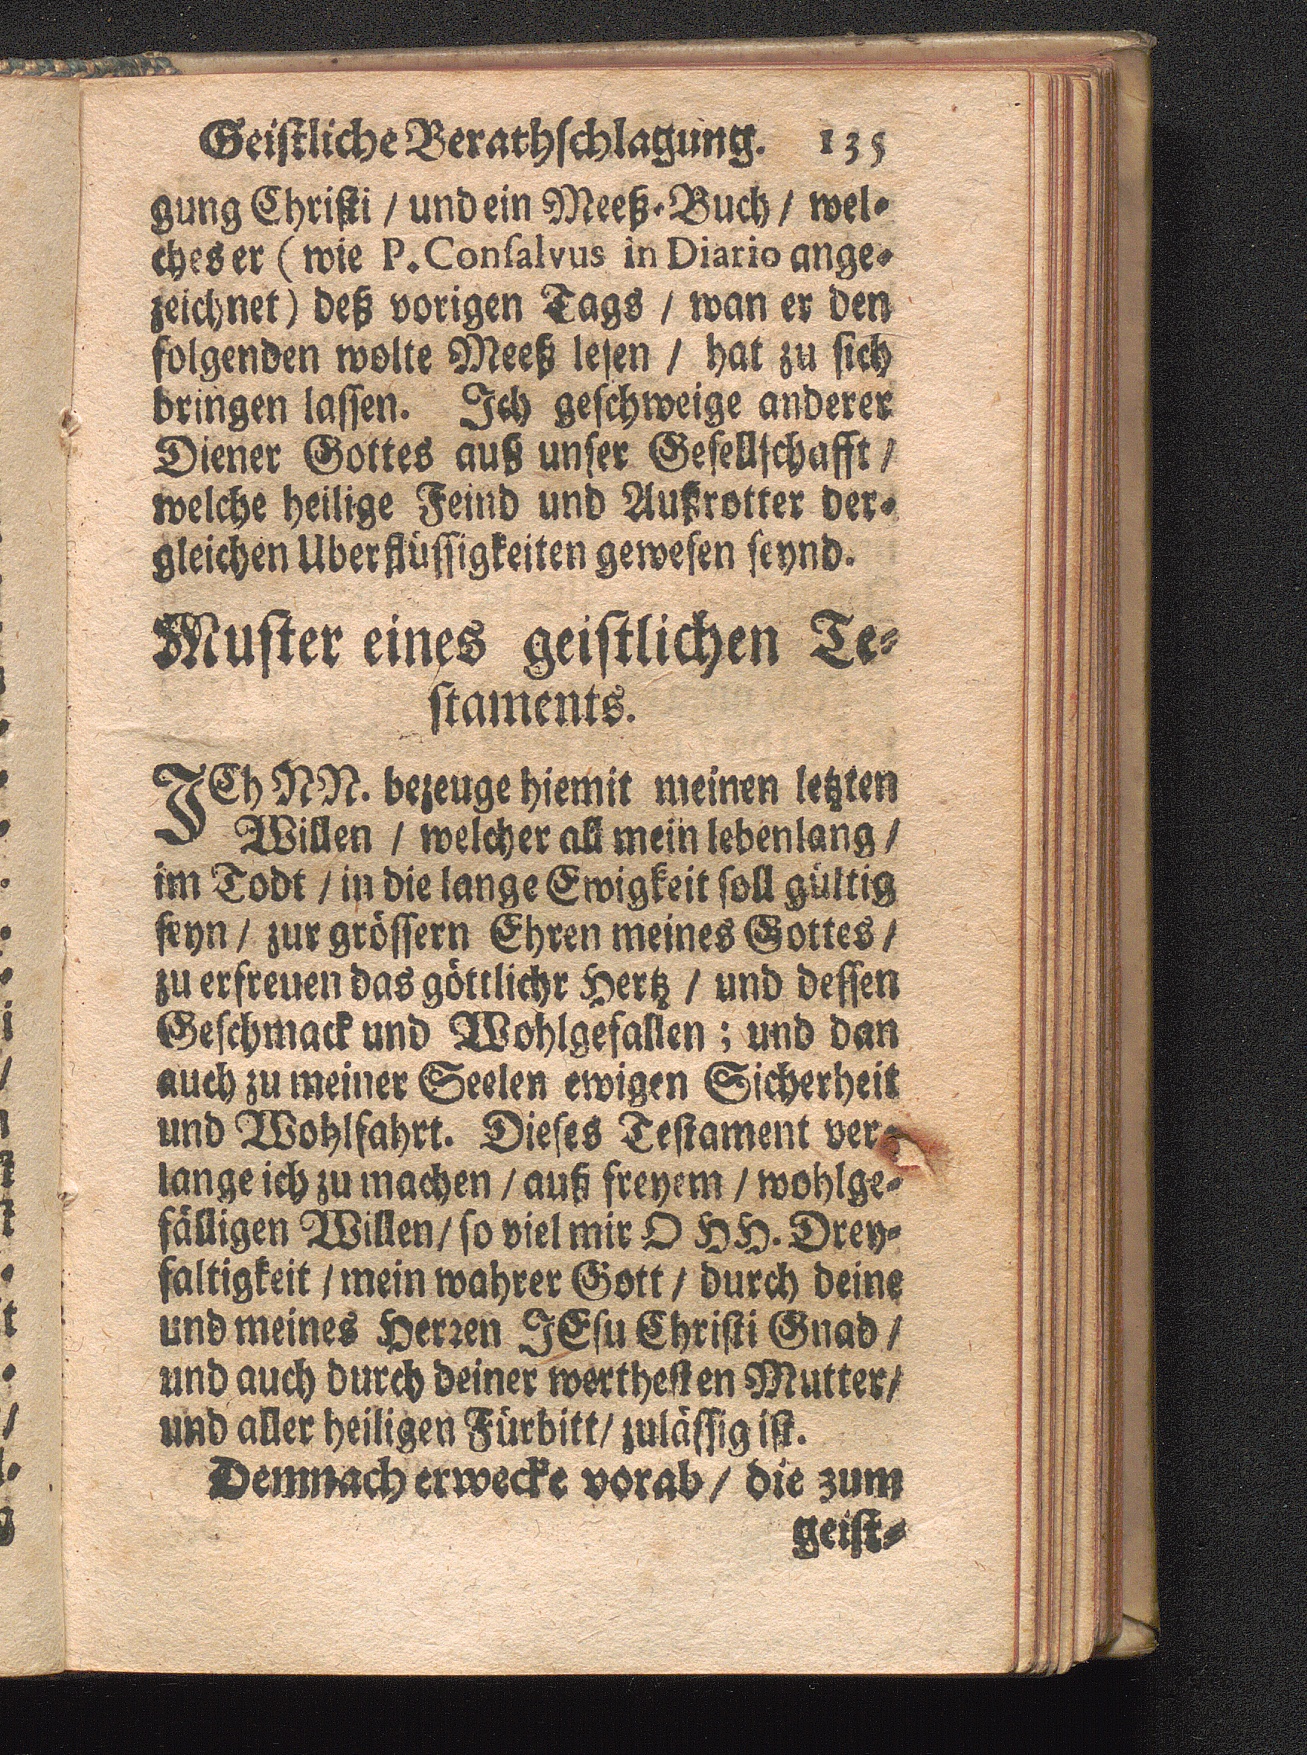 Geistliche Berathschlagung. 135
gung Christi / und ein Meeß-Buch / wel-
ches er (wie P. Consalvus in Diario ange-
zeichnet) deß vorigen Tags / wan er den
folgenden wolte Meeß lesen / hat zu sich
bringen lassen. Ich geschweige anderer
Diener Gottes auß unser Gesellschafft /
welche heilige Feind und Außrotter der-
gleichen Uberflüssigkeiten gewesen seynd.
Muster eines geistlichen Te-
staments.
ICh NN. bezeuge hiemit meinen letzten
Willen / welcher all mein lebenlang /
im Todt / in die lange Ewigkeit soll gültig
seyn / zur grössern Ehren meines Gottes /
zu erfreuen das göttlichr Hertz / und dessen
Geschmack und Wohlgefallen ; und dan
auch zu meiner Seelen ewigen Sicherheit
und Wohlfahrt. Dieses Testament ver-
lange ich zu machen / auß freyem / wohlge-
fälligen Willen / so viel mir O HH. Drey-
faltigkeit / mein wahrer Gott / durch deine
und meines Herren JEsu Christi Gnad /
und auch durch deiner werthesten Mutter /
und aller heiligen Fürbitt / zulässig ist.
Demnach erwecke vorab / die zum
geist-